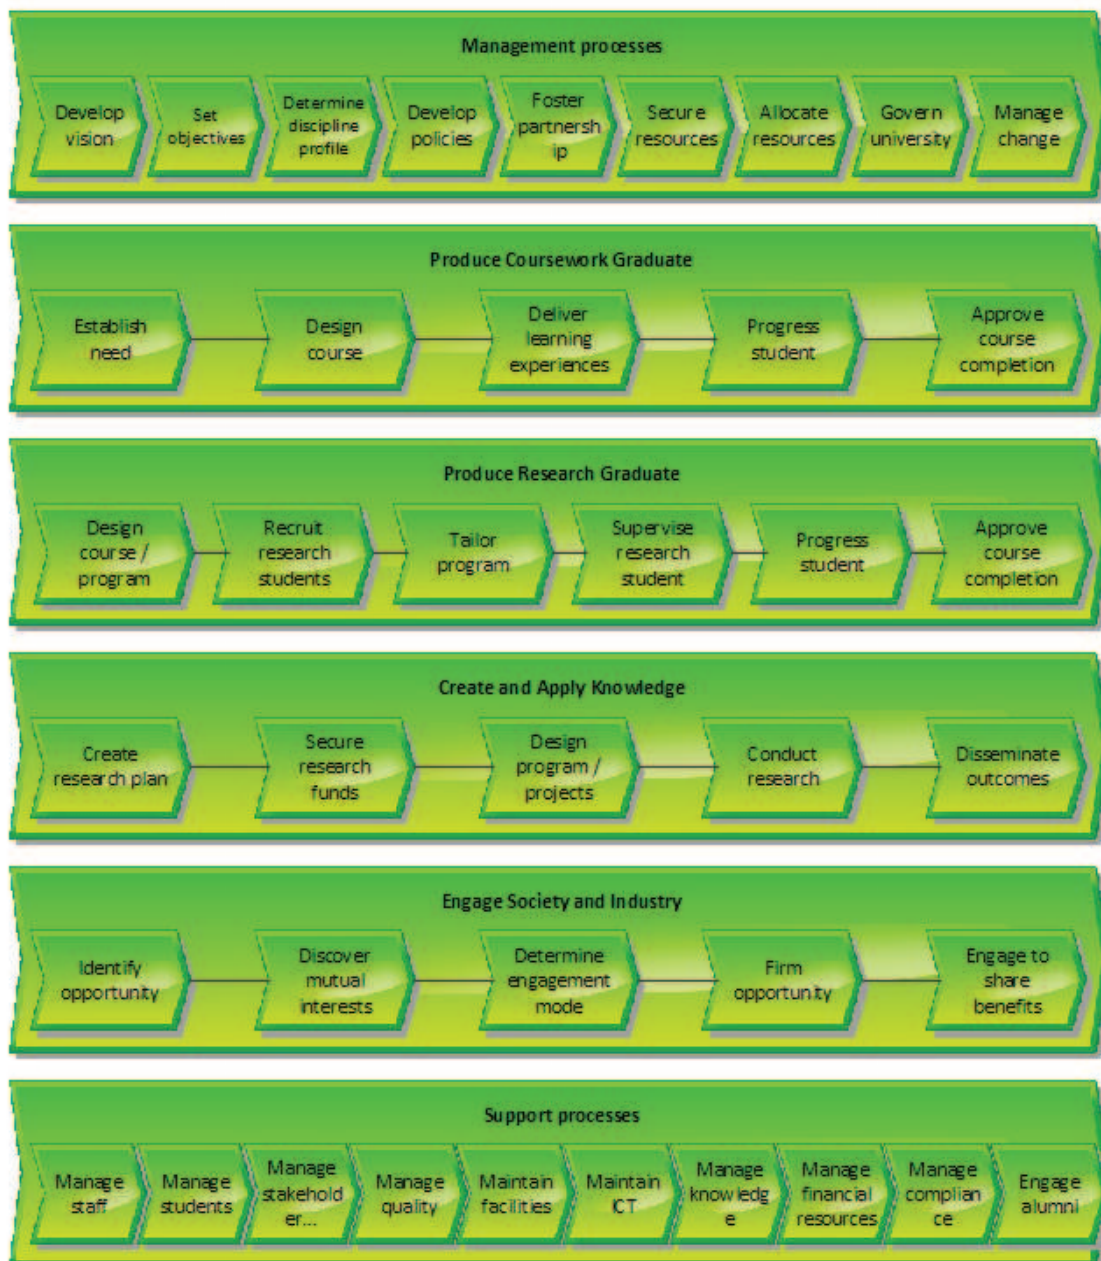 Management processes
Develop
vision
Set
objectives
Determine
discipline
profile
Develop
policies
Foster
partnersh
ip
Secure
resources
Allocate
resources
Govern
university
Manage
change
Produce Coursework Graduate
Establish
need
Design
course
Deliver
learning
experiences
Progress
student
Approve
course
completion
Produce Research Graduate
Design
course /
program
Recruit
research
students
Tailor
program
Supervise
research
student
Progress
student
Approve
course
completion
Create and Apply Knowledge
Create
research plan
Secure
research
funds
Design
program /
projects
Conduct
research
Disseminate
outcomes
Engage Society and Industry
Identify
opportunity
Discover
mutual
interests
Determine
engagement
mode
Firm
opportunity
Engage to
share
benefits
Support processes
Manage
staff
Manage
students
Manage
stakehold
er...
Manage
quality
Maintain
facilities
Maintain
ICT
Manage
knowledg
e
Manage
financial
resources
Manage
complian
ce
Engage
alumni